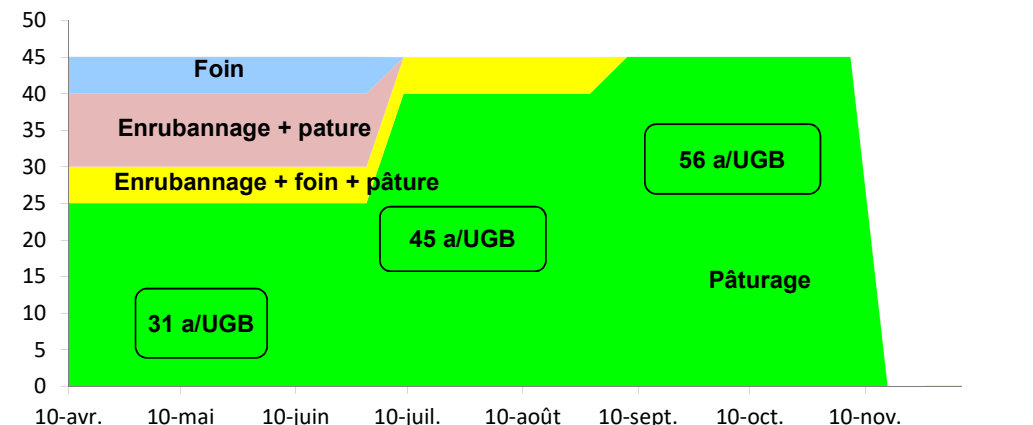 50
45
40
35
30
25
20
15
10
5
0
Foin
Enrubannage + pature
Enrubannage + foin + pâture
56 a/UGB
45 a/UGB
Pâturage
31 a/UGB
10-avr. 10-mai 10-juin 10-juil. 10-août 10-sept. 10-oct. 10-nov.